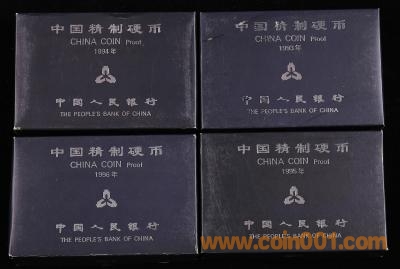 中国精制硬币
CHINA COIN Proof
1994年
中国人民银行
THE PEOPLE'S BANK OF CHINA
中国精制硬币
CHINA COIN Proof
1993年
中国人民银行
THE PEOPLE'S BANK OF CHINA
中国精制硬币
CHINA COIN Proof
1996年
中国人民银行
THE PEOPLE'S BANK OF CHINA
中国精制硬币
CHINA COIN Proof
1995年
中国人民银行
THE PEOPLE'S BANK OF CHINA
www.coin001.com